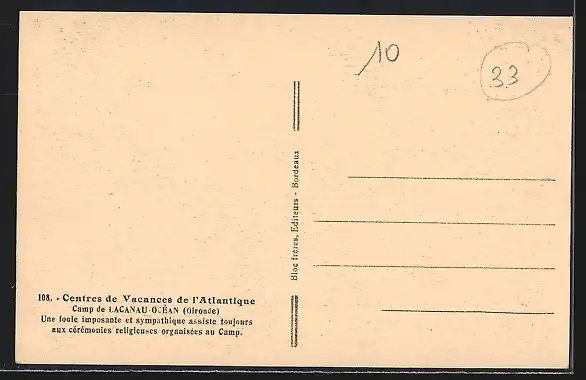 10
33
108. - Centres de Vacances de l'Atlantique
Camp de LACANAU-OCÉAN (Gironde)
Une foule imposante et sympathique assiste toujours
aux cérémonies religieuses organisées au Camp.
Bloc frères, Editeurs - Bordeaux